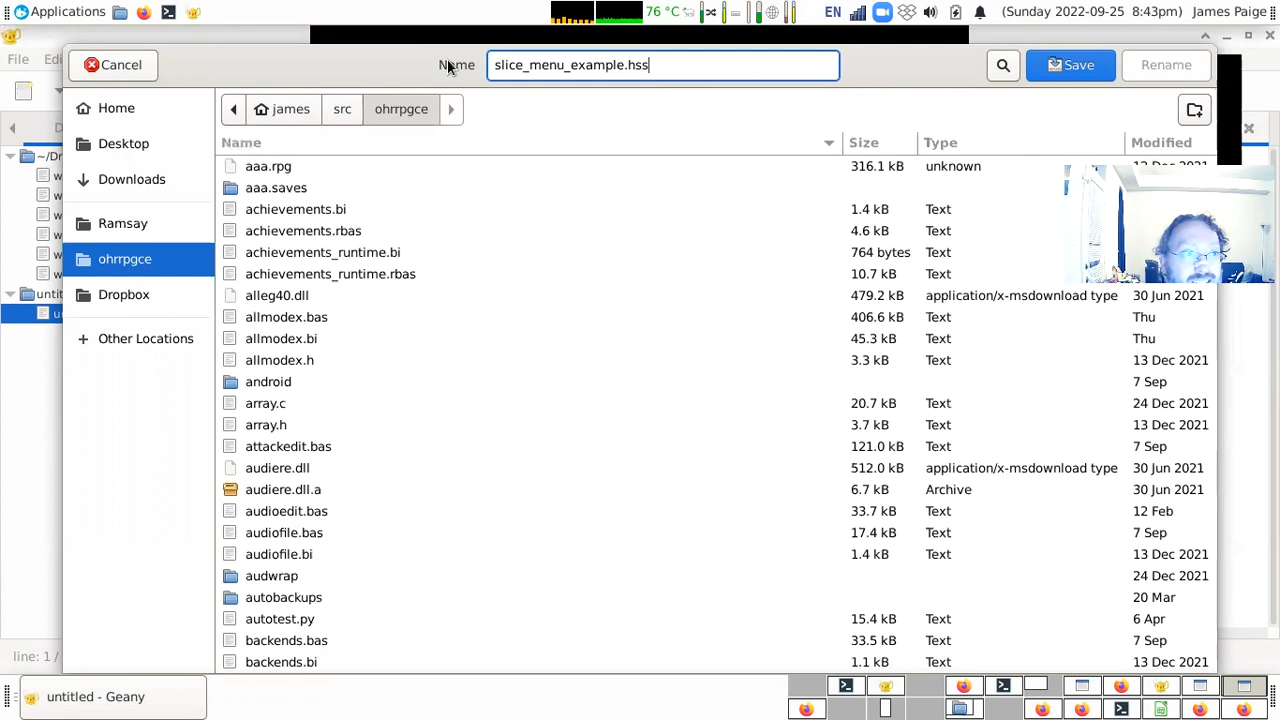 Applications
76 °C
EN
(Sunday 2022-09-25 8:43pm)
James Paige
File
Cancel
Name
slice_menu_example.hss
Save
Rename
Home
Desktop
Downloads
Ramsay
ohrrpgce
Dropbox
Other Locations
james
src
ohrrpgce
Name Size Type Modified
aaa.rpg 316.1 kB unknown 12 Dec 2021
aaa.saves
achievements.bi 1.4 kB Text
achievements.rbas 4.6 kB Text
achievements_runtime.bi 764 bytes Text
achievements_runtime.rbas 10.7 kB Text
alleg40.dll 479.2 kB application/x-msdownload type 30 Jun 2021
allmodex.bas 406.6 kB Text Thu
allmodex.bi 45.3 kB Text Thu
allmodex.h 3.3 kB Text 13 Dec 2021
android 7 Sep
array.c 20.7 kB Text 24 Dec 2021
array.h 3.7 kB Text 13 Dec 2021
attackedit.bas 121.0 kB Text 7 Sep
audiere.dll 512.0 kB application/x-msdownload type 30 Jun 2021
audiere.dll.a 6.7 kB Archive 30 Jun 2021
audioedit.bas 33.7 kB Text 12 Feb
audiofile.bas 17.4 kB Text 7 Sep
audiofile.bi 1.4 kB Text 13 Dec 2021
audwrap 24 Dec 2021
autobackups 20 Mar
autotest.py 15.4 kB Text 6 Apr
backends.bas 33.5 kB Text 7 Sep
backends.bi 1.1 kB Text 13 Dec 2021
line: 1 /
untitled - Geany